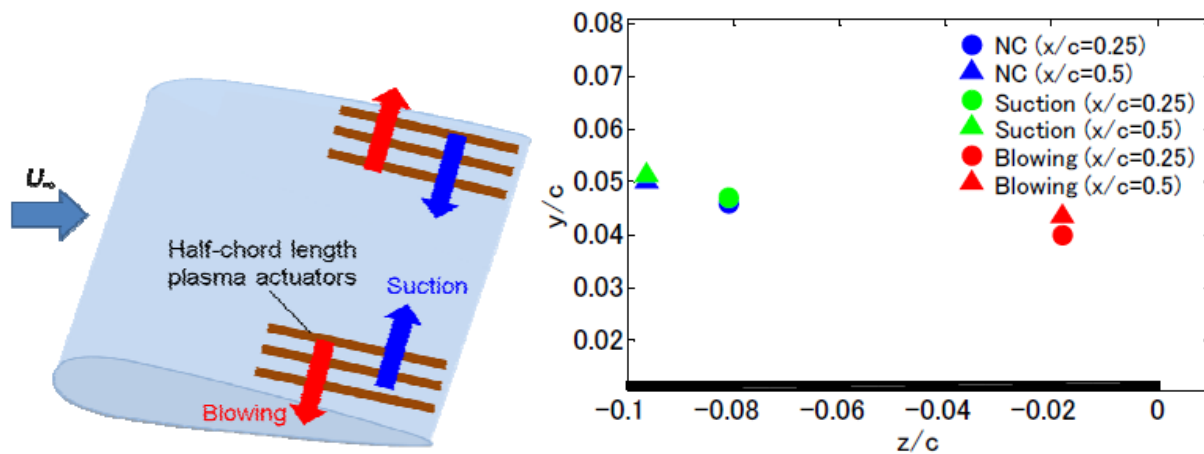 U∞
Half-chord length
plasma actuators
Suction
Blowing
0.08
0.07
0.06
0.05
0.04
0.03
0.02
y/c
NC (x/c=0.25)
NC (x/c=0.5)
Suction (x/c=0.25)
Suction (x/c=0.5)
Blowing (x/c=0.25)
Blowing (x/c=0.5)
−0.1 −0.08 −0.06 −0.04 −0.02 0
z/c